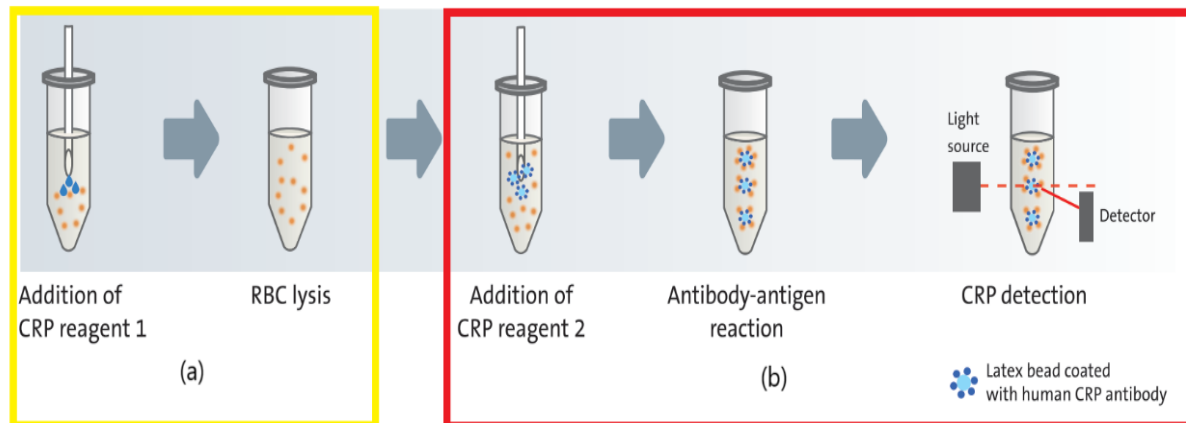 Light
source
Detector
Addition of
CRP reagent 1
RBC lysis
Addition of
CRP reagent 2
Antibody-antigen
reaction
CRP detection
(a)
(b)
Latex bead coated
with human CRP antibody